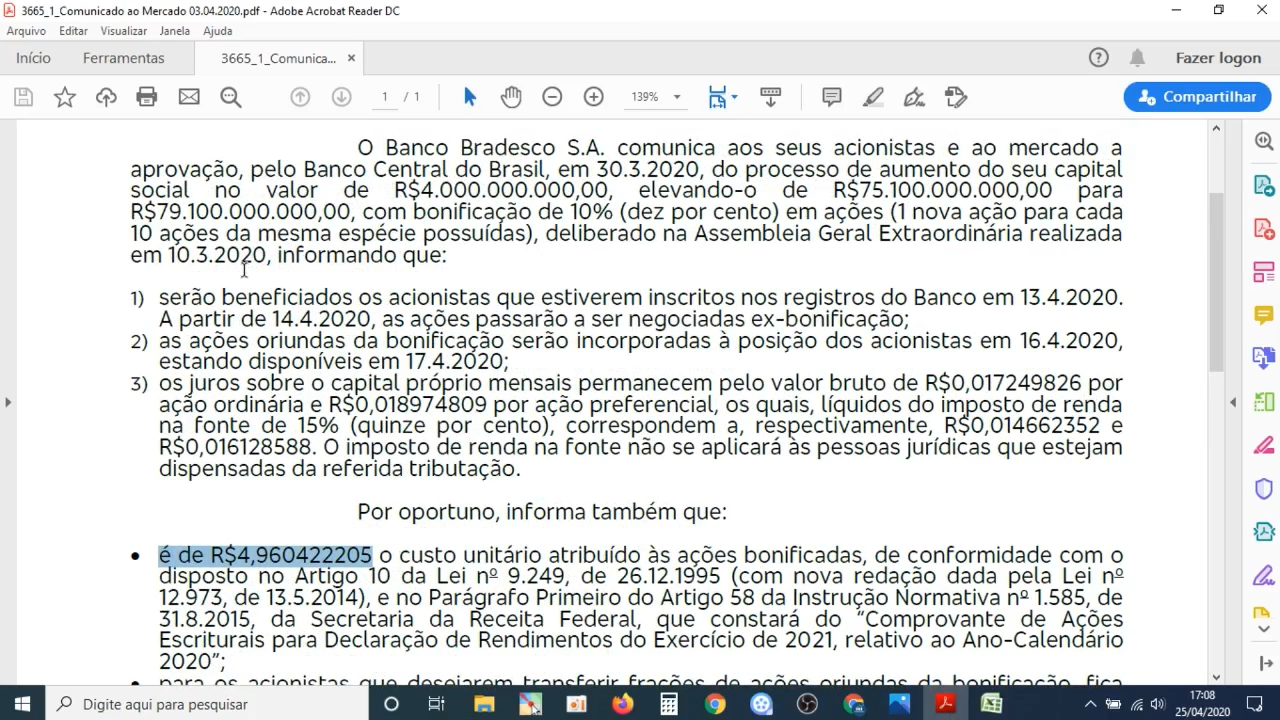 3665_1_Comunicado ao Mercado 03.04.2020.pdf - Adobe Acrobat Reader DC
Arquivo Editar Visualizar Janela Ajuda
Início Ferramentas 3665_1_Comunica... × Fazer logon
1 / 1 139% Compartilhar
O Banco Bradesco S.A. comunica aos seus acionistas e ao mercado a
aprovação, pelo Banco Central do Brasil, em 30.3.2020, do processo de aumento do seu capital
social no valor de R$4.000.000.000,00, elevando-o de R$75.100.000.000,00 para
R$79.100.000.000,00, com bonificação de 10% (dez por cento) em ações (1 nova ação para cada
10 ações da mesma espécie possuídas), deliberado na Assembleia Geral Extraordinária realizada
em 10.3.2020, informando que:
1) serão beneficiados os acionistas que estiverem inscritos nos registros do Banco em 13.4.2020.
A partir de 14.4.2020, as ações passarão a ser negociadas ex-bonificação;
2) as ações oriundas da bonificação serão incorporadas à posição dos acionistas em 16.4.2020,
estando disponíveis em 17.4.2020;
3) os juros sobre o capital próprio mensais permanecem pelo valor bruto de R$0,017249826 por
ação ordinária e R$0,018974809 por ação preferencial, os quais, líquidos do imposto de renda
na fonte de 15% (quinze por cento), correspondem a, respectivamente, R$0,014662352 e
R$0,016128588. O imposto de renda na fonte não se aplicará às pessoas jurídicas que estejam
dispensadas da referida tributação.
Por oportuno, informa também que:
• é de R$4,960422205 o custo unitário atribuído às ações bonificadas, de conformidade com o
disposto no Artigo 10 da Lei nº 9.249, de 26.12.1995 (com nova redação dada pela Lei nº
12.973, de 13.5.2014), e no Parágrafo Primeiro do Artigo 58 da Instrução Normativa nº 1.585, de
31.8.2015, da Secretaria da Receita Federal, que constará do “Comprovante de Ações
Escriturais para Declaração de Rendimentos do Exercício de 2021, relativo ao Ano-Calendário
2020”;
• para os acionistas que desejarem transferir frações de ações oriundas da bonificação, fica
Digite aqui para pesquisar
17:08
25/04/2020